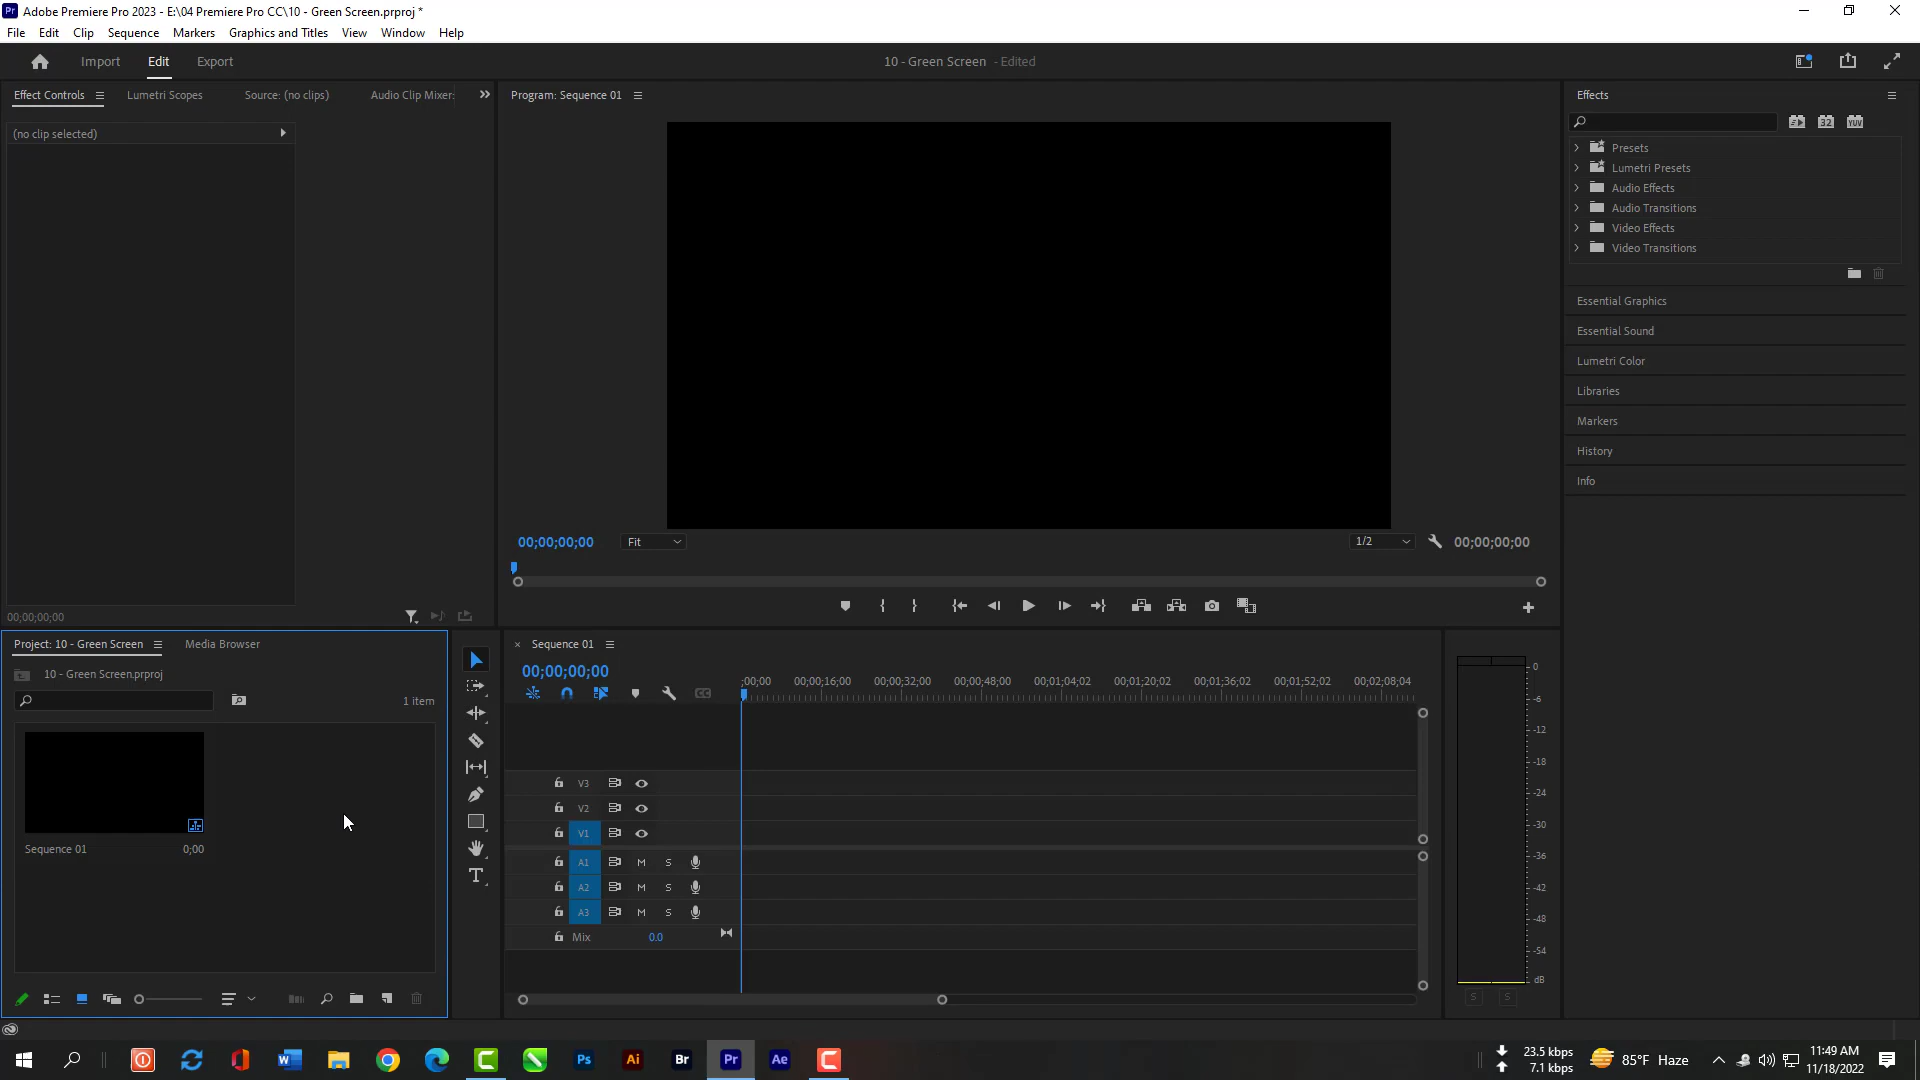 Pr Adobe Premiere Pro 2023 - E:\04 Premiere Pro CC\10 - Green Screen.prproj *
File Edit Clip Sequence Markers Graphics and Titles View Window Help
Import Edit Export 10 - Green Screen - Edited
Effect Controls Lumetri Scopes Source: (no clips) Audio Clip Mixer:
(no clip selected)
00;00;00;00
Program: Sequence 01
00;00;00;00 Fit 1/2 00;00;00;00
Effects
32 YUV
Presets
Lumetri Presets
Audio Effects
Audio Transitions
Video Effects
Video Transitions
Essential Graphics
Essential Sound
Lumetri Color
Libraries
Markers
History
Info
Project: 10 - Green Screen Media Browser
10 - Green Screen.prproj
1 item
Sequence 01 0;00
T
× Sequence 01
00;00;00;00
;00;00 00;00;16;00 00;00;32;00 00;00;48;00 00;01;04;02 00;01;20;02 00;01;36;02 00;01;52;02 00;02;08;04
CC
V3
V2
V1
A1 M S
A2 M S
A3 M S
Mix 0.0
0
-6
-12
-18
-24
-30
-36
-42
-48
-54
dB
S S
Ps Ai Br Pr Ae
23.5 kbps
7.1 kbps
85°F Haze
11:49 AM
11/18/2022